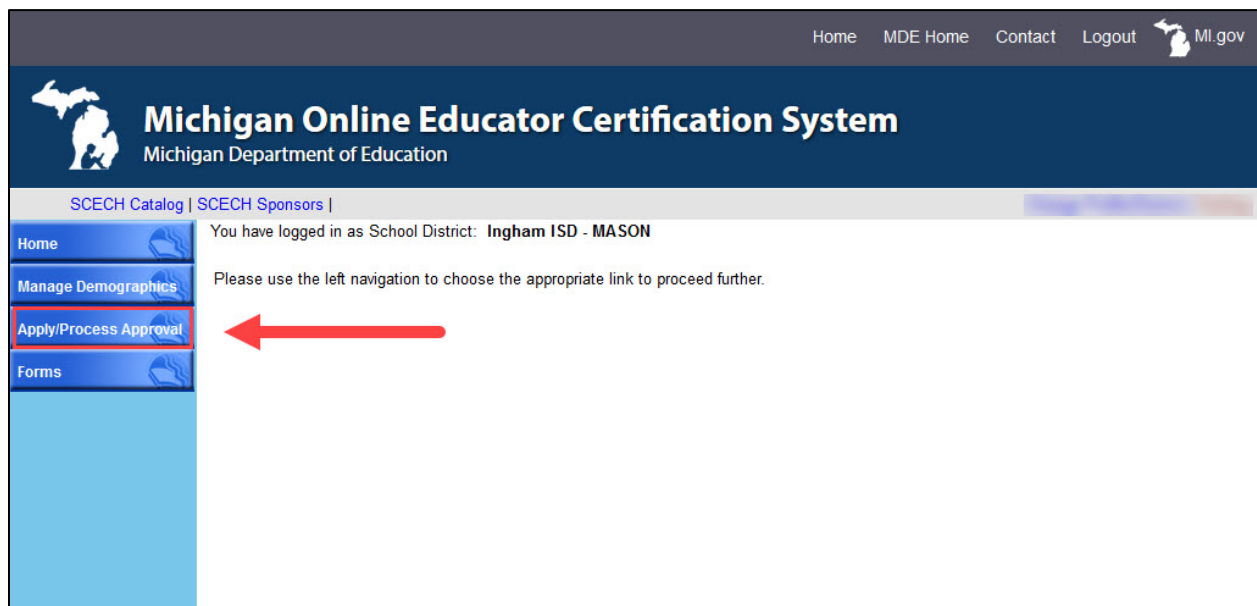 Home MDE Home Contact Logout MI.gov
Michigan Online Educator Certification System
Michigan Department of Education
SCECH Catalog | SCECH Sponsors |
Home
Manage Demographics
Apply/Process Approval
Forms
You have logged in as School District: Ingham ISD - MASON
Please use the left navigation to choose the appropriate link to proceed further.